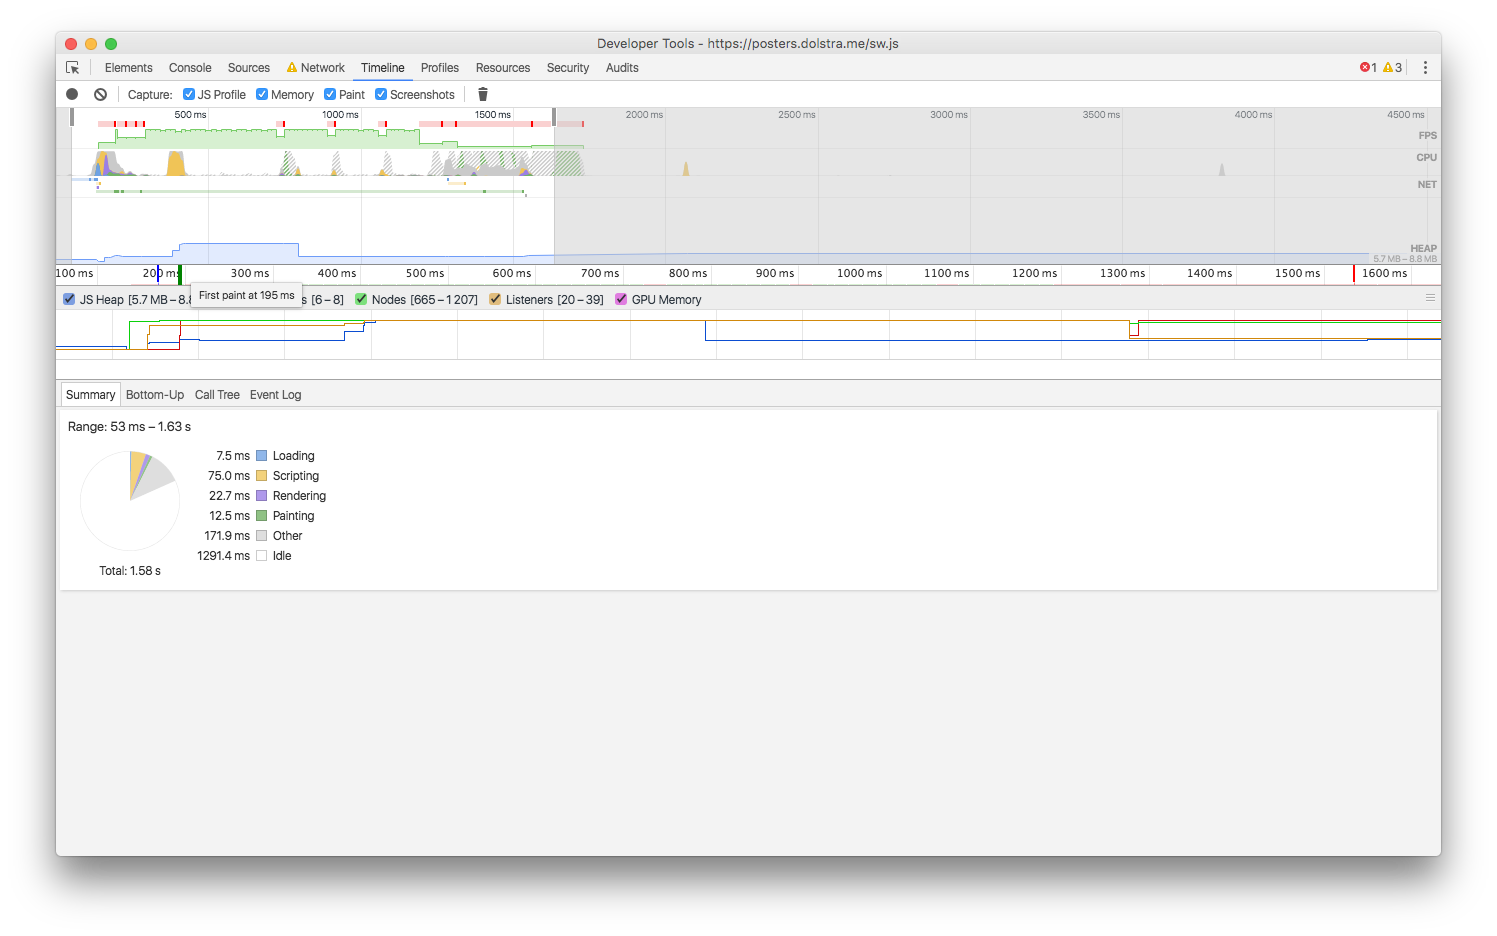 Developer Tools - https://posters.dolstra.me/sw.js
Elements Console Sources Network Timeline Profiles Resources Security Audits 1 3
Capture: JS Profile Memory Paint Screenshots
500 ms 1000 ms 1500 ms 2000 ms 2500 ms 3000 ms 3500 ms 4000 ms 4500 ms
FPS
CPU
NET
HEAP
5.7 MB – 8.8 MB
100 ms 200 ms 300 ms 400 ms 500 ms 600 ms 700 ms 800 ms 900 ms 1000 ms 1100 ms 1200 ms 1300 ms 1400 ms 1500 ms 1600 ms
First paint at 195 ms
JS Heap [5.7 MB – 8.8 s [6 – 8] Nodes [665 – 1 207] Listeners [20 – 39] GPU Memory
Summary Bottom-Up Call Tree Event Log
Range: 53 ms – 1.63 s
7.5 ms Loading
75.0 ms Scripting
22.7 ms Rendering
12.5 ms Painting
171.9 ms Other
1291.4 ms Idle
Total: 1.58 s